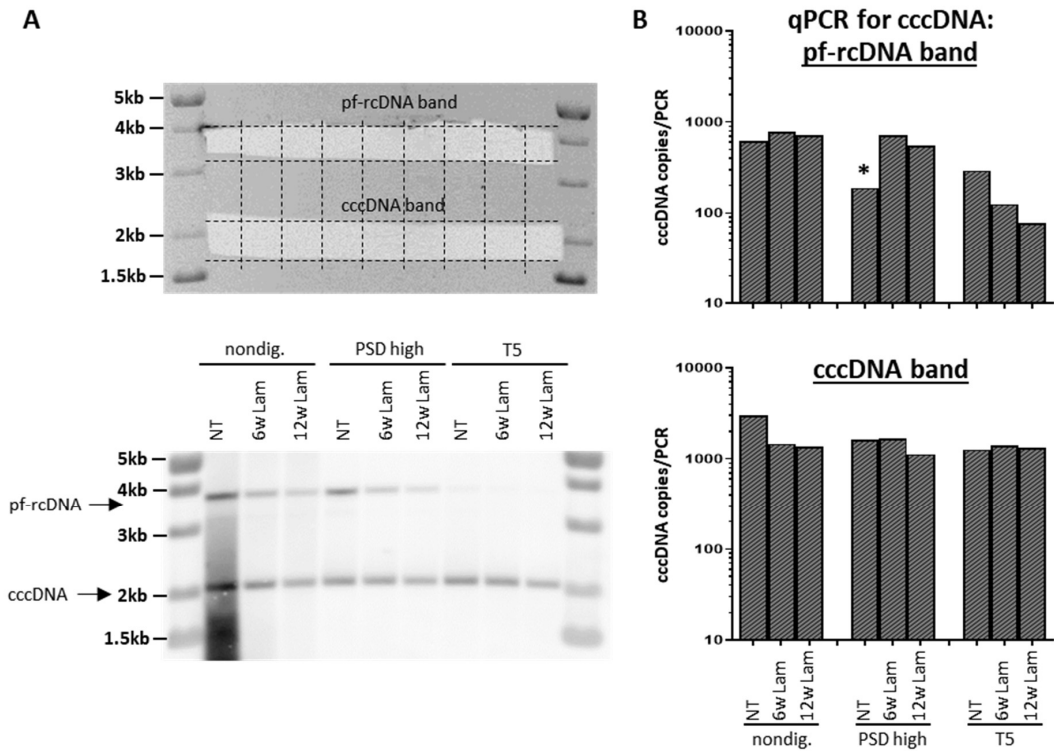 A
pf-rcDNA band
5kb
4kb
3kb
cccDNA band
2kb
1.5kb
nondig.
PSD high
T5
NT
6w Lam
12w Lam
NT
6w Lam
12w Lam
NT
6w Lam
12w Lam
5kb
4kb
pf-rcDNA
3kb
cccDNA
2kb
1.5kb
B
qPCR for cccDNA:
pf-rcDNA band
10000
1000
100
10
cccDNA copies/PCR
*
cccDNA band
10000
1000
100
10
cccDNA copies/PCR
NT
6w Lam
12w Lam
NT
6w Lam
12w Lam
NT
6w Lam
12w Lam
nondig.
PSD high
T5